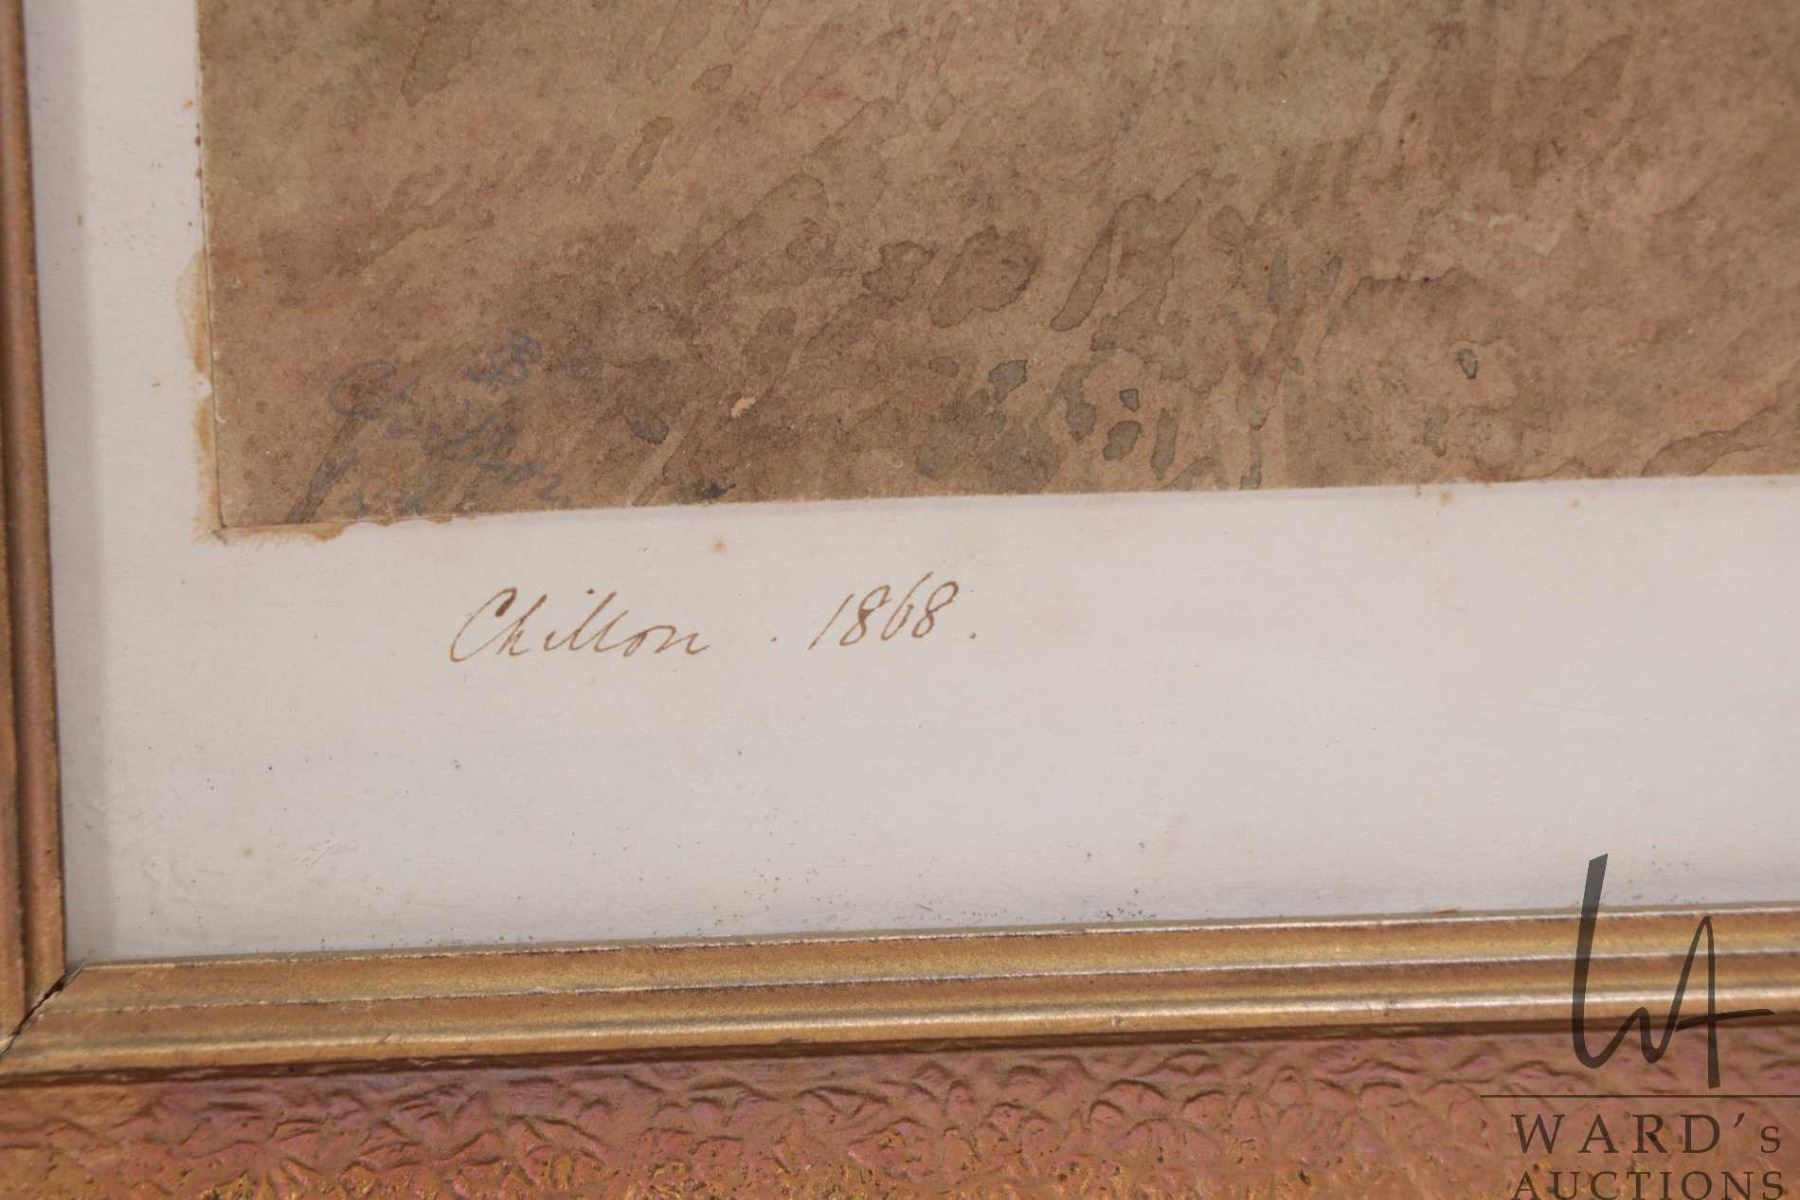 Chillon . 1868.
WARD's
AUCTIONS